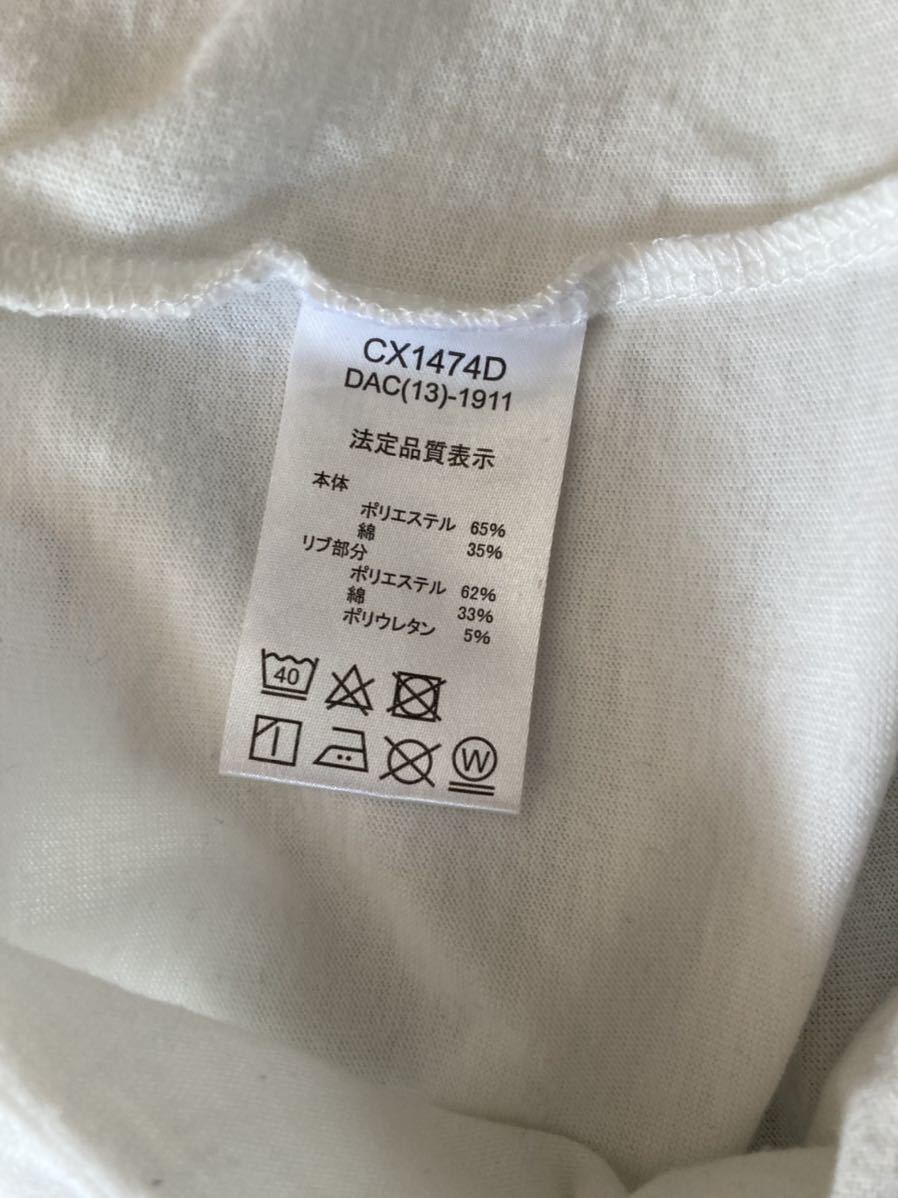 CX1474D
DAC(13)-1911
法定品質表示
本体
ポリエステル 65%
綿 35%
リブ部分
ポリエステル 62%
綿 33%
ポリウレタン 5%
40
W